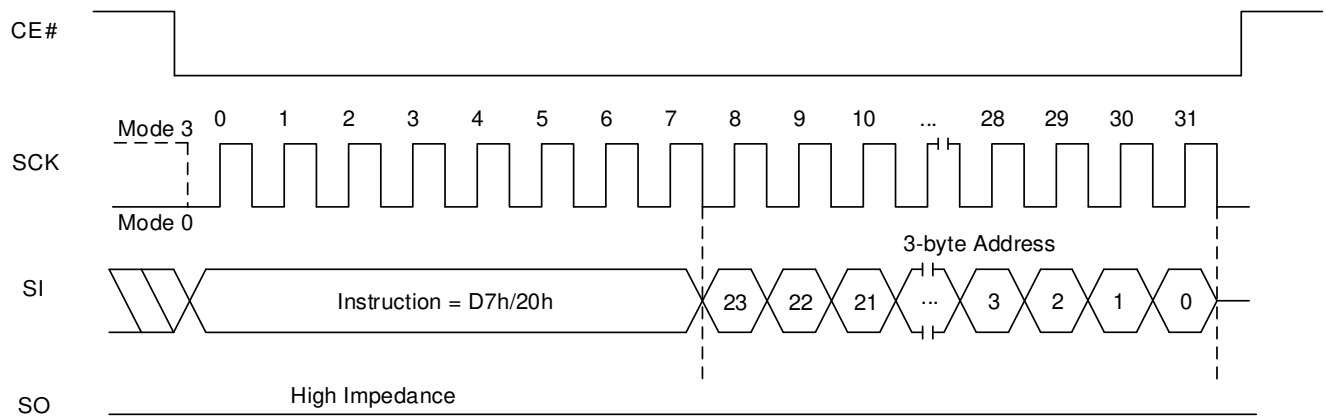 CE#
Mode 3 0 1 2 3 4 5 6 7 8 9 10 ... 28 29 30 31
SCK
Mode 0
3-byte Address
SI Instruction = D7h/20h 23 22 21 ... 3 2 1 0
High Impedance
SO